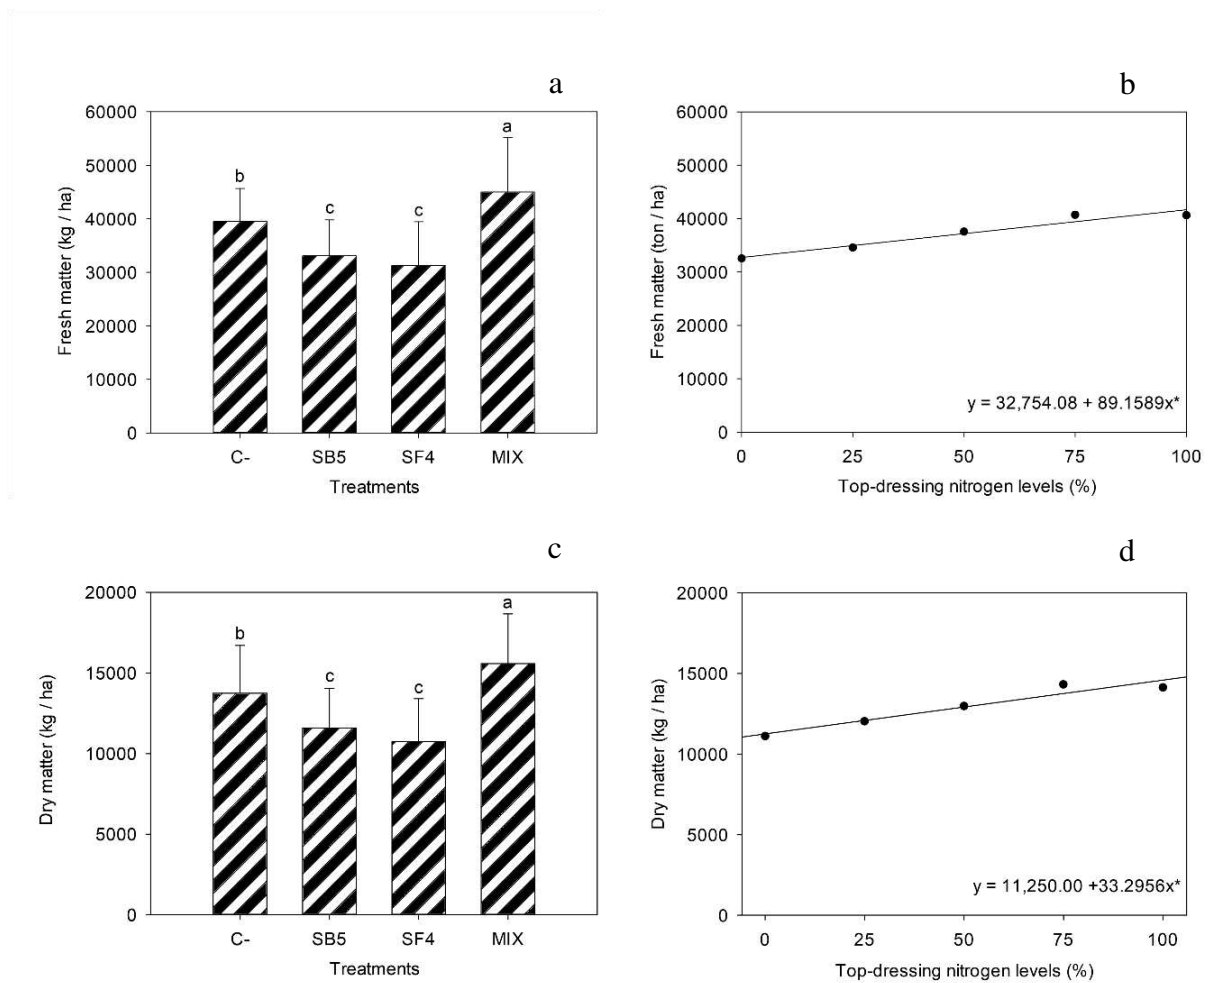 a
60000
50000
40000
30000
20000
10000
0
Fresh matter (kg / ha)
b
c
c
a
C- SB5 SF4 MIX
Treatments
b
60000
50000
40000
30000
20000
10000
0
Fresh matter (ton / ha)
y = 32,754.08 + 89.1589x*
0 25 50 75 100
Top-dressing nitrogen levels (%)
c
20000
15000
10000
5000
0
Dry matter (kg / ha)
b
c
c
a
C- SB5 SF4 MIX
Treatments
d
20000
15000
10000
5000
0
Dry matter (kg / ha)
y = 11,250.00 +33.2956x*
0 25 50 75 100
Top-dressing nitrogen levels (%)